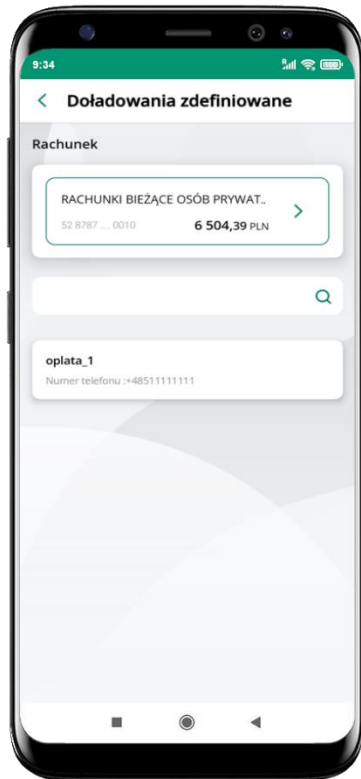 9:34
Doładowania zdefiniowane
Rachunek
RACHUNKI BIEŻĄCE OSÓB PRYWAT..
52 8787 ... 0010 6 504,39 PLN
oplata_1
Numer telefonu :+48511111111